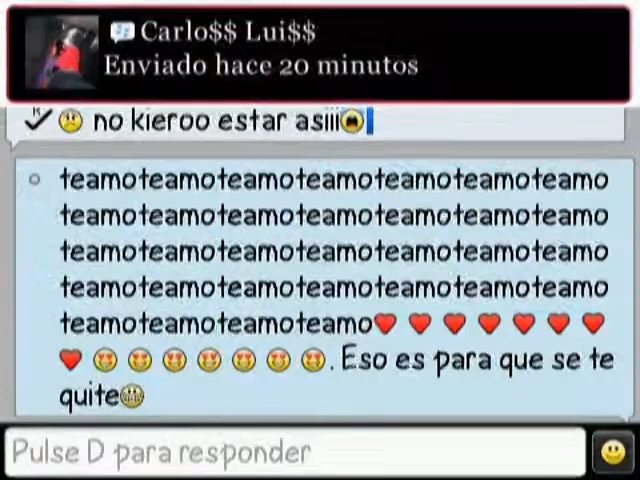 Carlo$$ Lui$$
Enviado hace 20 minutos
no kieroo estar asiii
teamoteamoteamoteamoteamoteamoteamo
teamoteamoteamoteamoteamoteamoteamo
teamoteamoteamoteamoteamoteamoteamo
teamoteamoteamoteamoteamoteamoteamo
teamoteamoteamoteamo❤ ❤ ❤ ❤ ❤ ❤ ❤
❤ 😍 😍 😍 😍 😍 😍 😍. Eso es para que se te
quite😁
Pulse D para responder